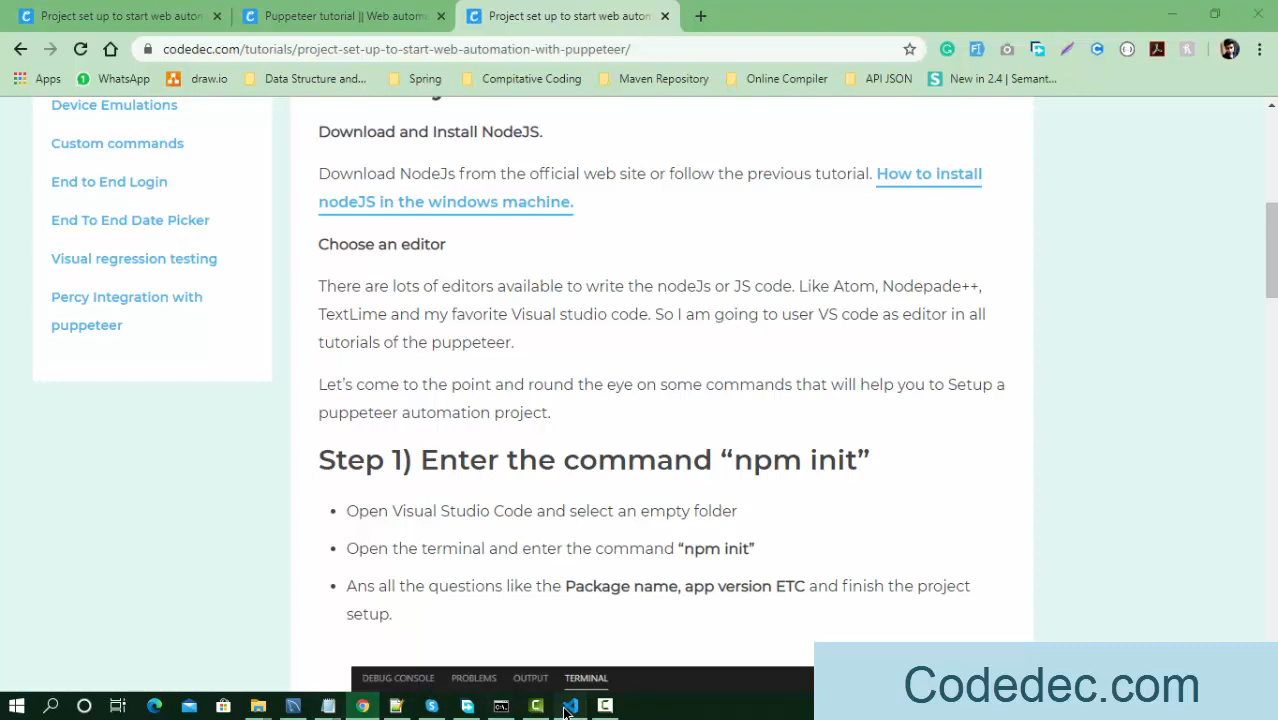 Project set up to start web autom
Puppeteer tutorial || Web autom
Project set up to start web autom
codedec.com/tutorials/project-set-up-to-start-web-automation-with-puppeteer/
Apps
WhatsApp
draw.io
Data Structure and...
Spring
Compitative Coding
Maven Repository
Online Compiler
API JSON
New in 2.4 | Semant...
Device Emulations
Custom commands
End to End Login
End To End Date Picker
Visual regression testing
Percy Integration with
puppeteer
Download and Install NodeJS.
Download NodeJs from the official web site or follow the previous tutorial. How to install
nodeJS in the windows machine.
Choose an editor
There are lots of editors available to write the nodeJs or JS code. Like Atom, Nodepade++,
TextLime and my favorite Visual studio code. So I am going to user VS code as editor in all
tutorials of the puppeteer.
Let's come to the point and round the eye on some commands that will help you to Setup a
puppeteer automation project.
Step 1) Enter the command “npm init”
• Open Visual Studio Code and select an empty folder
• Open the terminal and enter the command “npm init”
• Ans all the questions like the Package name, app version ETC and finish the project
setup.
DEBUG CONSOLE PROBLEMS OUTPUT TERMINAL
Codedec.com